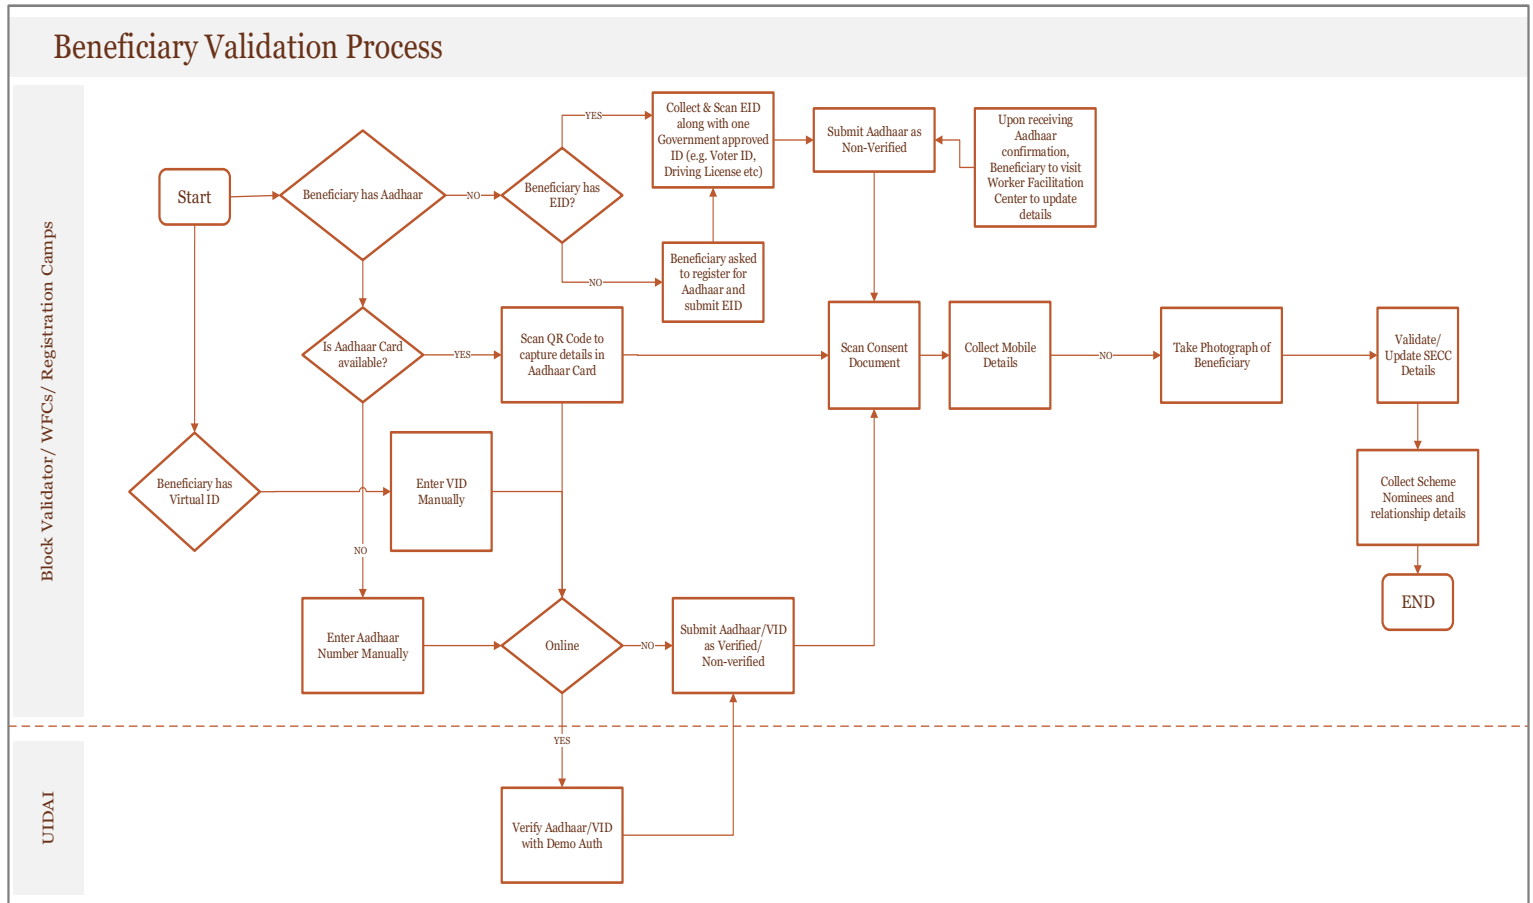 Beneficiary Validation Process
Block Validator/ WFCs/ Registration Camps
Start
Beneficiary has Aadhaar
NO
Beneficiary has
EID?
YES
Collect & Scan EID
along with one
Government approved
ID (e.g. Voter ID,
Driving License etc)
Submit Aadhaar as
Non-Verified
Upon receiving
Aadhaar
confirmation,
Beneficiary to visit
Worker Facilitation
Center to update
details
NO
Beneficiary asked
to register for
Aadhaar and
submit EID
Is Aadhaar Card
available?
YES
Scan QR Code to
capture details in
Aadhaar Card
Scan Consent
Document
Collect Mobile
Details
NO
Take Photograph of
Beneficiary
Validate/
Update SECC
Details
Beneficiary has
Virtual ID
Enter VID
Manually
Collect Scheme
Nominees and
relationship details
NO
END
Enter Aadhaar
Number Manually
Online
NO
Submit Aadhaar/VID
as Verified/
Non-verified
YES
UIDAI
Verify Aadhaar/VID
with Demo Auth